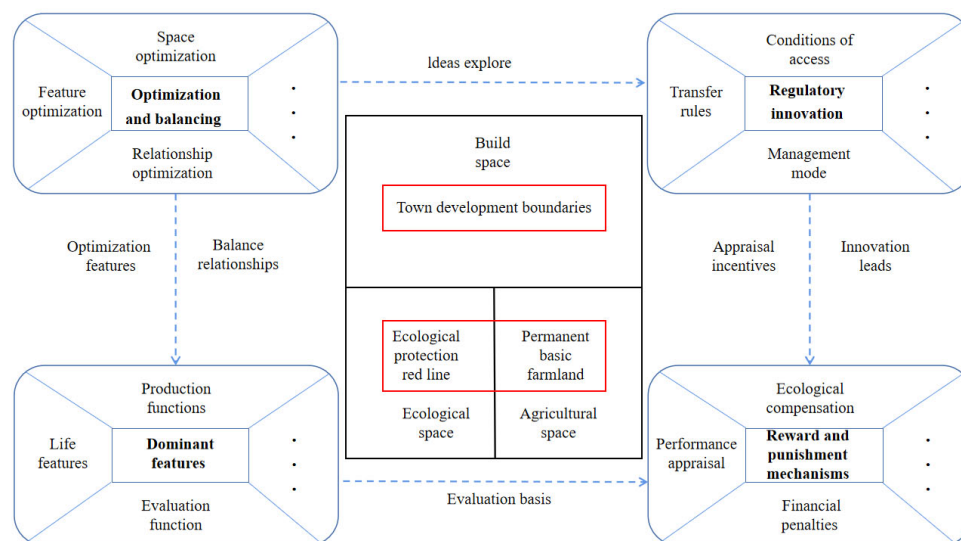 Space
optimization
Feature
optimization
Optimization
and balancing
Relationship
optimization
Ideas explore
Conditions of
access
Transfer
rules
Regulatory
innovation
Management
mode
Build
space
Town development boundaries
Optimization
features
Balance
relationships
Appraisal
incentives
Innovation
leads
Ecological
protection
red line
Permanent
basic
farmland
Ecological
space
Agricultural
space
Production
functions
Life
features
Dominant
features
Evaluation
function
Evaluation basis
Ecological
compensation
Performance
appraisal
Reward and
punishment
mechanisms
Financial
penalties